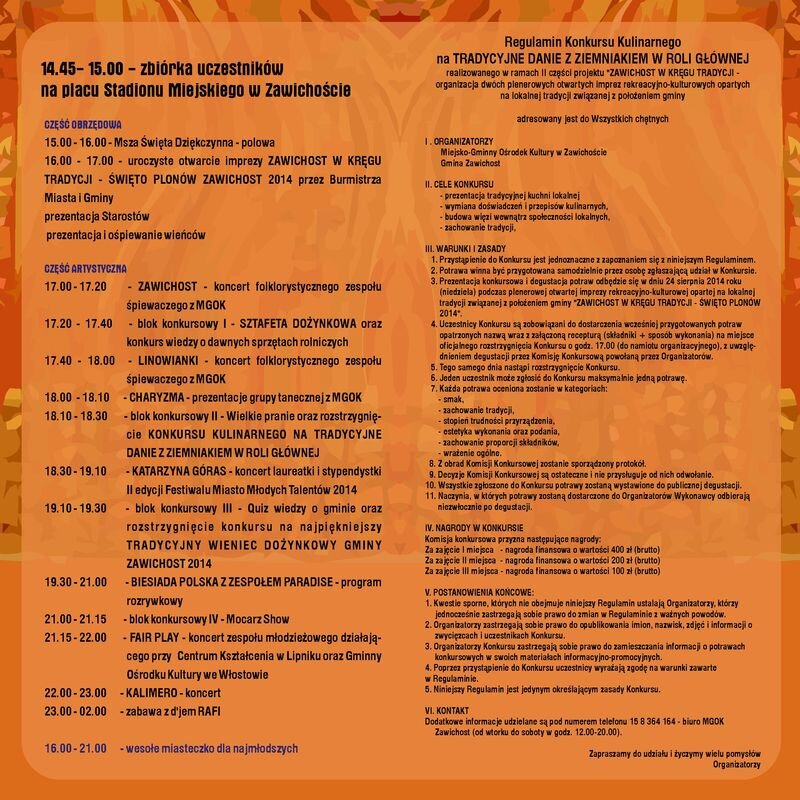 14.45– 15.00 – zbiórka uczestników
na placu Stadionu Miejskiego w Zawichoście
CZĘŚĆ OBRZĘDOWA
15.00 - 16.00 - Msza Święta Dziękczynna - polowa
16.00 - 17.00 - uroczyste otwarcie imprezy ZAWICHOST W KRĘGU
TRADYCJI - ŚWIĘTO PLONÓW ZAWICHOST 2014 przez Burmistrza
Miasta i Gminy
prezentacja Starostów
prezentacja i ośpiewanie wieńców
CZĘŚĆ ARTYSTYCZNA
17.00 - 17.20 - ZAWICHOST - koncert folklorystycznego zespołu
śpiewaczego z MGOK
17.20 - 17.40 - blok konkursowy I - SZTAFETA DOŻYNKOWA oraz
konkurs wiedzy o dawnych sprzętach rolniczych
17.40 - 18.00 - LINOWIANKI - koncert folklorystycznego zespołu
śpiewaczego z MGOK
18.00 - 18.10 - CHARYZMA - prezentacje grupy tanecznej z MGOK
18.10 - 18.30 - blok konkursowy II - Wielkie pranie oraz rozstrzygnię-
cie KONKURSU KULINARNEGO NA TRADYCYJNE
DANIE Z ZIEMNIAKIEM W ROLI GŁÓWNEJ
18.30 - 19.10 - KATARZYNA GÓRAS - koncert laureatki i stypendystki
II edycji Festiwalu Miasto Młodych Talentów 2014
19.10 - 19.30 - blok konkursowy III - Quiz wiedzy o gminie oraz
rozstrzygnięcie konkursu na najpiękniejszy
TRADYCYJNY WIENIEC DOŻYNKOWY GMINY
ZAWICHOST 2014
19.30 - 21.00 - BIESIADA POLSKA Z ZESPOŁEM PARADISE - program
rozrywkowy
21.00 - 21.15 - blok konkursowy IV - Mocarz Show
21.15 - 22.00 - FAIR PLAY - koncert zespołu młodzieżowego działają-
cego przy Centrum Kształcenia w Lipniku oraz Gminny
Ośrodku Kultury we Włostowie
22.00 - 23.00 - KALIMERO - koncert
23.00 - 02.00 - zabawa z d'jem RAFI
16.00 - 21.00 - wesołe miasteczko dla najmłodszych
Regulamin Konkursu Kulinarnego
na TRADYCYJNE DANIE Z ZIEMNIAKIEM W ROLI GŁÓWNEJ
realizowanego w ramach II części projektu "ZAWICHOST W KRĘGU TRADYCJI -
organizacja dwóch plenerowych otwartych imprez rekreacyjno-kulturowych opartych
na lokalnej tradycji związanej z położeniem gminy
adresowany jest do Wszystkich chętnych
I . ORGANIZATORZY
Miejsko-Gminny Ośrodek Kultury w Zawichoście
Gmina Zawichost
II. CELE KONKURSU
- prezentacja tradycyjnej kuchni lokalnej
- wymiana doświadczeń i przepisów kulinarnych,
- budowa więzi wewnątrz społeczności lokalnych,
- zachowanie tradycji,
III. WARUNKI I ZASADY
1. Przystąpienie do Konkursu jest jednoznaczne z zapoznaniem się z niniejszym Regulaminem.
2. Potrawa winna być przygotowana samodzielnie przez osobę zgłaszającą udział w Konkursie.
3. Prezentacja konkursowa i degustacja potraw odbędzie się w dniu 24 sierpnia 2014 roku
(niedziela) podczas plenerowej otwartej imprezy rekreacyjno-kulturowej opartej na lokalnej
tradycji związanej z położeniem gminy "ZAWICHOST W KRĘGU TRADYCJI - ŚWIĘTO PLONÓW
2014".
4. Uczestnicy Konkursu są zobowiązani do dostarczenia wcześniej przygotowanych potraw
opatrzonych nazwą wraz z załączoną recepturą (składniki + sposób wykonania) na miejsce
oficjalnego rozstrzygnięcia Konkursu o godz. 17.00 (do namiotu organizacyjnego), z uwzglę-
dnieniem degustacji przez Komisję Konkursową powołaną przez Organizatorów.
5. Tego samego dnia nastąpi rozstrzygnięcie Konkursu.
6. Jeden uczestnik może zgłosić do Konkursu maksymalnie jedną potrawę.
7. Każda potrawa oceniona zostanie w kategoriach:
- smak,
- zachowanie tradycji,
- stopień trudności przyrządzenia,
- estetyka wykonania oraz podania,
- zachowanie proporcji składników,
- wrażenie ogólne.
8. Z obrad Komisji Konkursowej zostanie sporządzony protokół.
9. Decyzje Komisji Konkursowej są ostateczne i nie przysługuje od nich odwołanie.
10. Wszystkie zgłoszone do Konkursu potrawy zostaną wystawione do publicznej degustacji.
11. Naczynia, w których potrawy zostaną dostarczone do Organizatorów Wykonawcy odbierają
niezwłocznie po degustacji.
IV. NAGRODY W KONKURSIE
Komisja konkursowa przyzna następujące nagrody:
Za zajęcie I miejsca - nagroda finansowa o wartości 400 zł (brutto)
Za zajęcie II miejsca - nagroda finansowa o wartości 200 zł (brutto)
Za zajęcie III miejsca - nagroda finansowa o wartości 100 zł (brutto)
V. POSTANOWIENIA KOŃCOWE:
1. Kwestie sporne, których nie obejmuje niniejszy Regulamin ustalają Organizatorzy, którzy
jednocześnie zastrzegają sobie prawo do zmian w Regulaminie z ważnych powodów.
2. Organizatorzy zastrzegają sobie prawo do opublikowania imion, nazwisk, zdjęć i informacji o
zwycięzcach i uczestnikach Konkursu.
3. Organizatorzy Konkursu zastrzegają sobie prawo do zamieszczania informacji o potrawach
konkursowych w swoich materiałach informacyjno-promocyjnych.
4. Poprzez przystąpienie do Konkursu uczestnicy wyrażają zgodę na warunki zawarte
w Regulaminie.
5. Niniejszy Regulamin jest jedynym określającym zasady Konkursu.
VI. KONTAKT
Dodatkowe informacje udzielane są pod numerem telefonu 15 8 364 164 - biuro MGOK
Zawichost (od wtorku do soboty w godz. 12.00-20.00).
Zapraszamy do udziału i życzymy wielu pomysłów
Organizatorzy